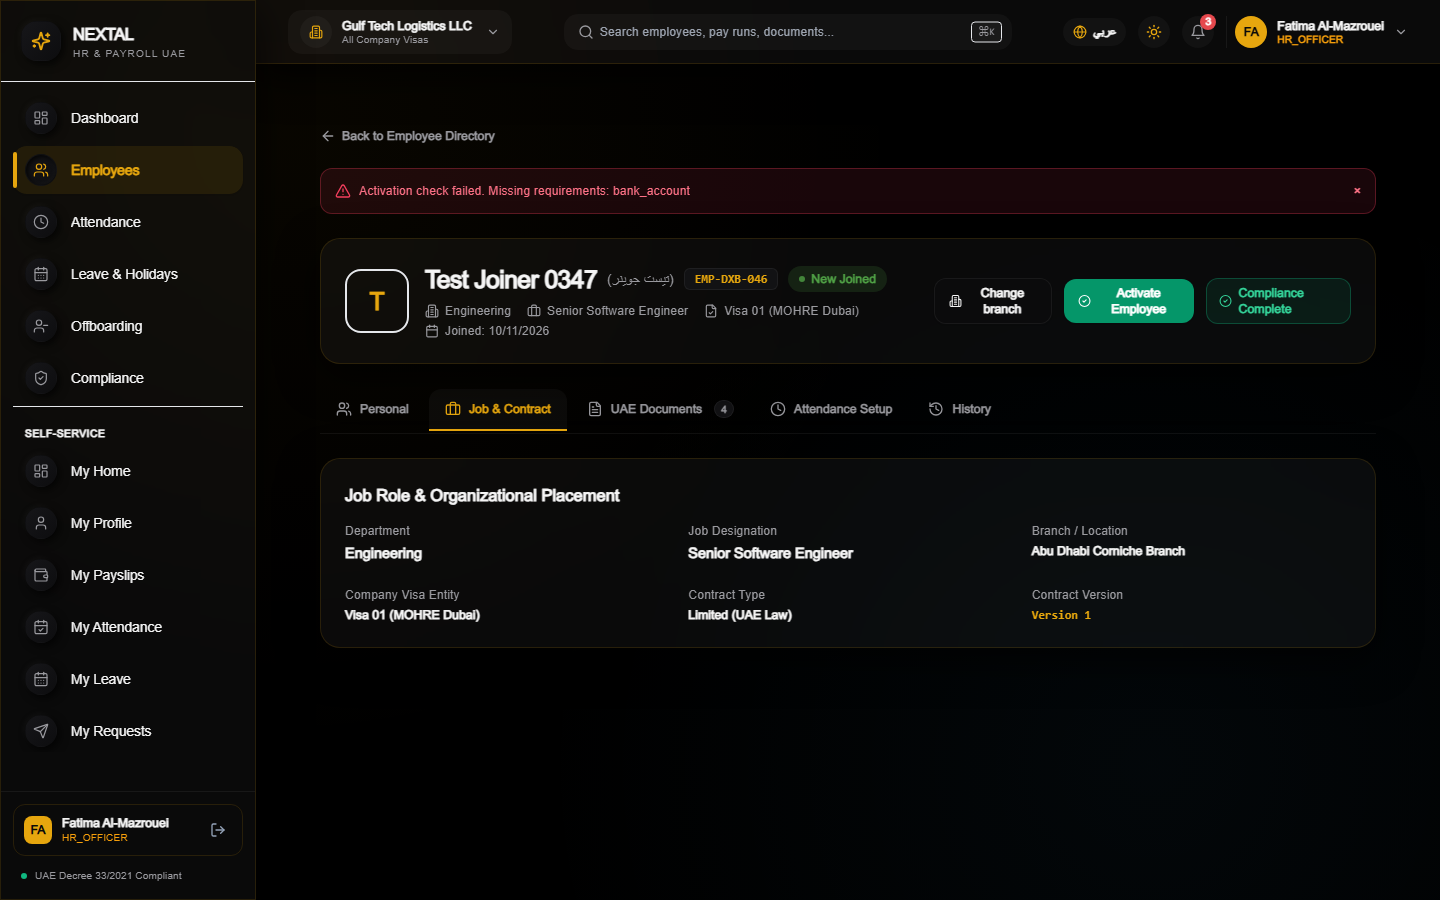 NEXTAL
HR & PAYROLL UAE
Gulf Tech Logistics LLC
All Company Visas
Search employees, pay runs, documents...
⌘K
عربي
3
FA
Fatima Al-Mazrouei
HR_OFFICER
Dashboard
Employees
Attendance
Leave & Holidays
Offboarding
Compliance
SELF-SERVICE
My Home
My Profile
My Payslips
My Attendance
My Leave
My Requests
FA
Fatima Al-Mazrouei
HR_OFFICER
UAE Decree 33/2021 Compliant
Back to Employee Directory
Activation check failed. Missing requirements: bank_account
×
T
Test Joiner 0347 (تيست جوينر) EMP-DXB-046 New Joined
Engineering Senior Software Engineer Visa 01 (MOHRE Dubai)
Joined: 10/11/2026
Change
branch
Activate
Employee
Compliance
Complete
Personal Job & Contract UAE Documents 4 Attendance Setup History
Job Role & Organizational Placement
Department
Engineering
Job Designation
Senior Software Engineer
Branch / Location
Abu Dhabi Corniche Branch
Company Visa Entity
Visa 01 (MOHRE Dubai)
Contract Type
Limited (UAE Law)
Contract Version
Version 1